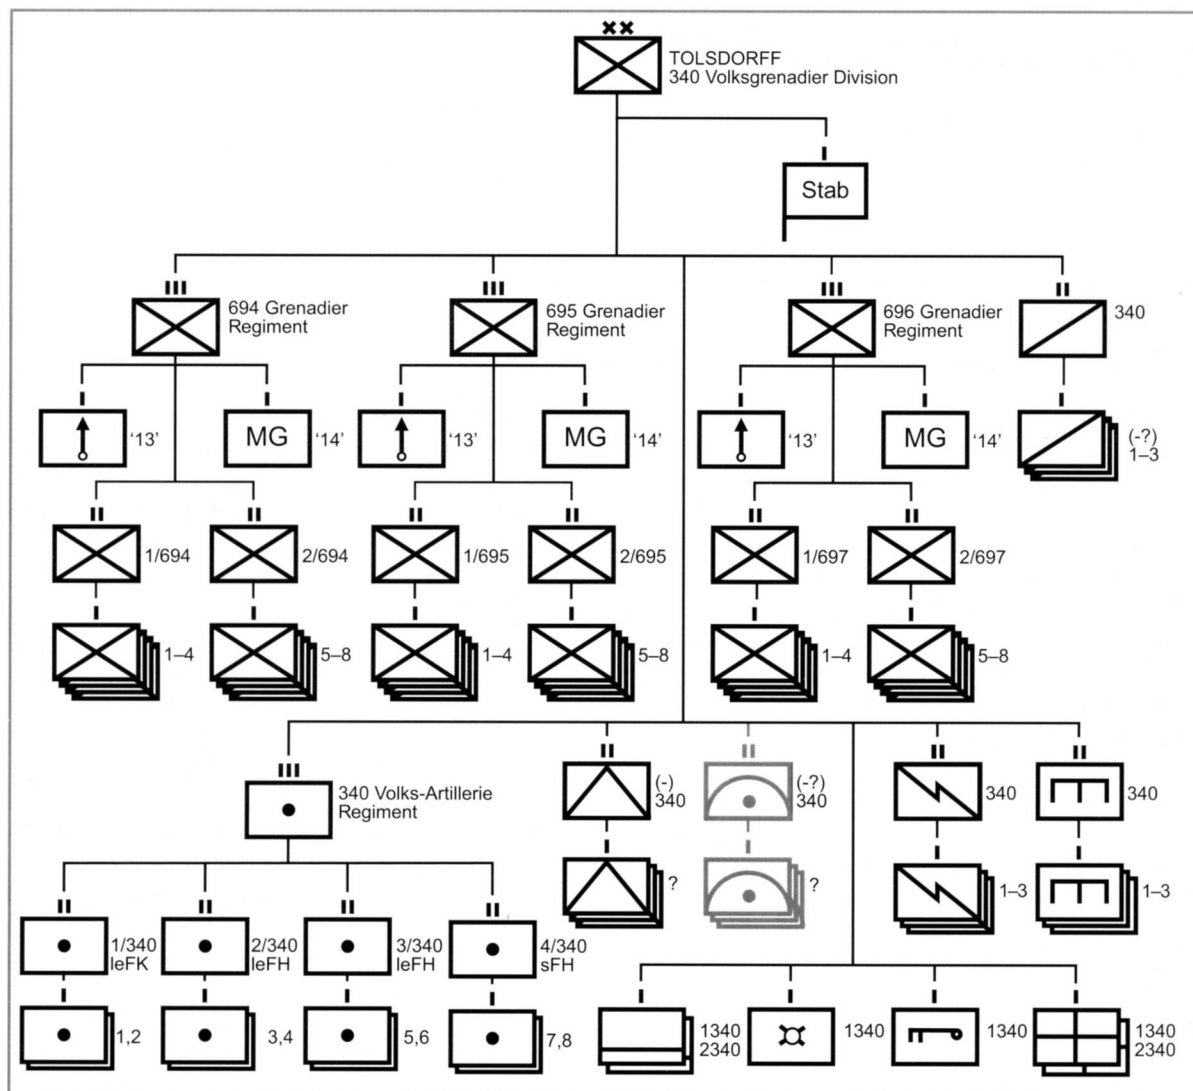 TOLSDORFF
340 Volksgrenadier Division
Stab
694 Grenadier
Regiment
695 Grenadier
Regiment
696 Grenadier
Regiment
340
'13'
MG
'14'
'13'
MG
'14'
'13'
MG
'14'
(-?)
1–3
1/694
2/694
1/695
2/695
1/697
2/697
1–4
5–8
1–4
5–8
1–4
5–8
340 Volks-Artillerie
Regiment
(-)
340
(-?)
340
340
340
?
?
1–3
1–3
1/340
leFK
2/340
leFH
3/340
leFH
4/340
sFH
1,2
3,4
5,6
7,8
1340
2340
1340
1340
1340
2340